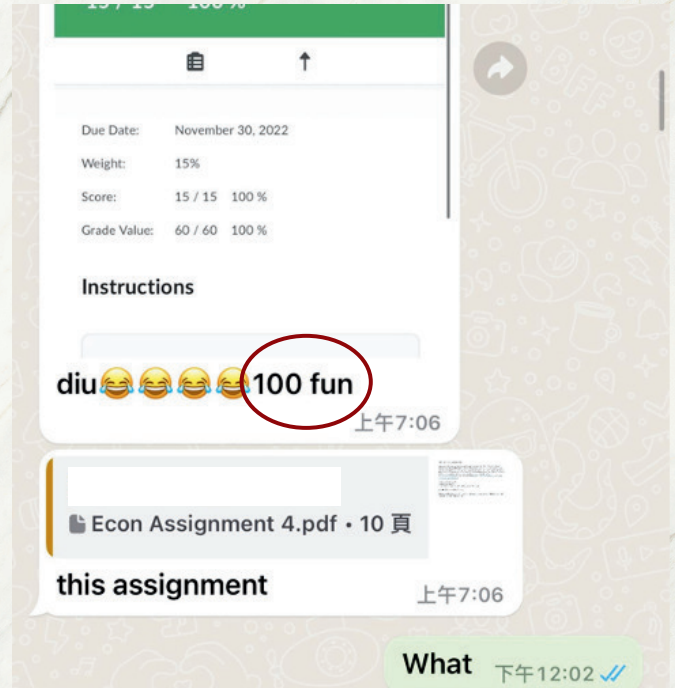 15 / 15 100 %
Due Date: November 30, 2022
Weight: 15%
Score: 15 / 15 100 %
Grade Value: 60 / 60 100 %
Instructions
diu😂😂😂😂100 fun
上午7:06
Econ Assignment 4.pdf • 10 頁
this assignment
上午7:06
What
下午12:02